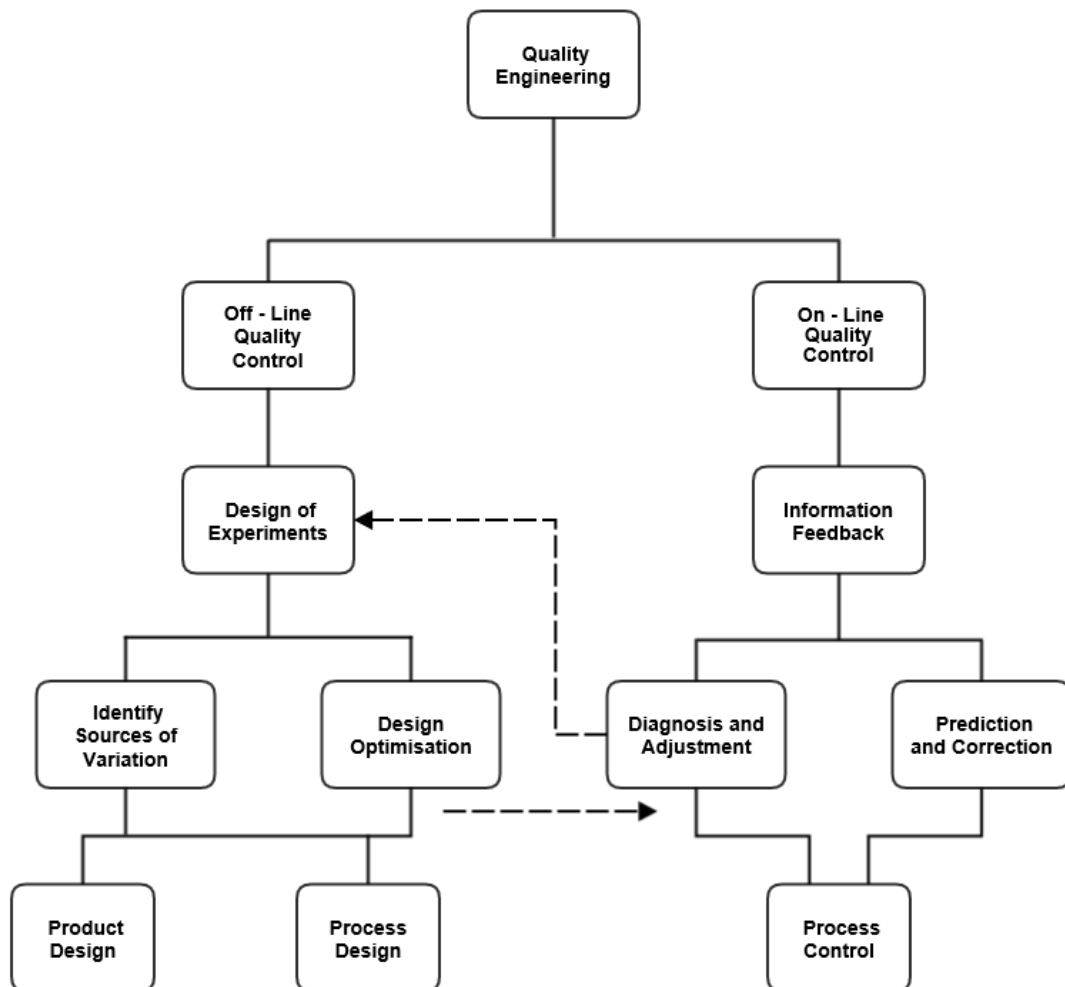 Quality
Engineering
Off - Line
Quality
Control
On - Line
Quality
Control
Design of
Experiments
Information
Feedback
Identify
Sources of
Variation
Design
Optimisation
Diagnosis and
Adjustment
Prediction
and Correction
Product
Design
Process
Design
Process
Control